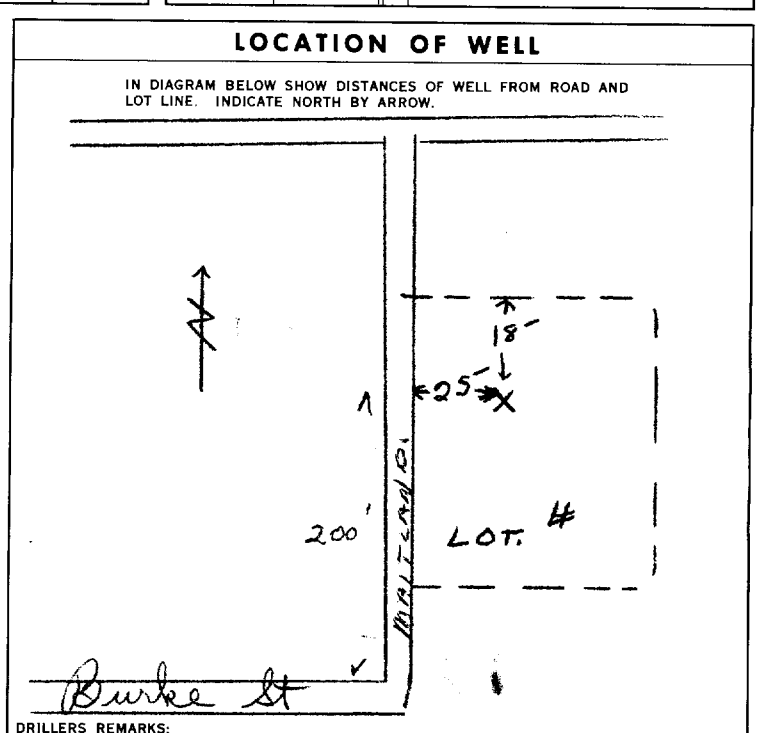 LOCATION OF WELL
IN DIAGRAM BELOW SHOW DISTANCES OF WELL FROM ROAD AND
LOT LINE. INDICATE NORTH BY ARROW.
N
18'
25'
X
MAITLAND.
200'
LOT. #
Burke St
DRILLERS REMARKS: